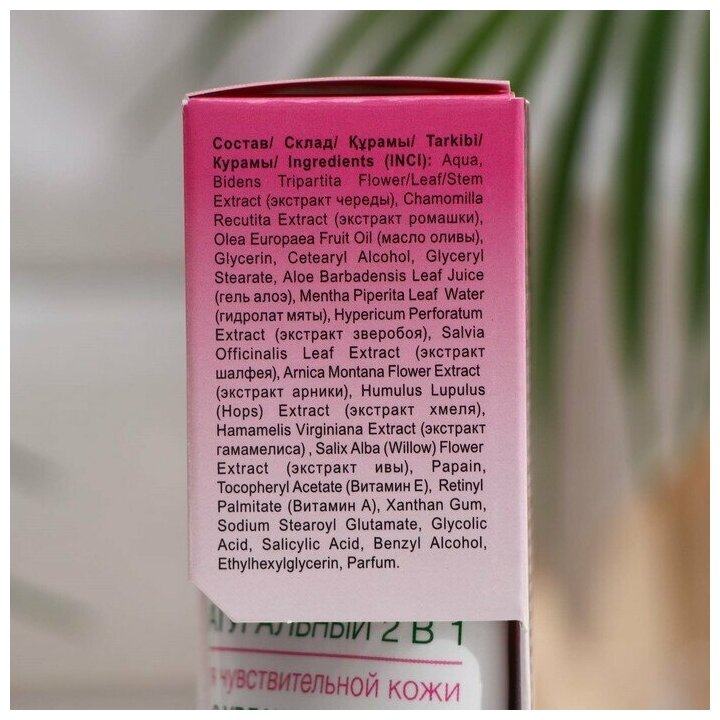 Состав/ Склад/ Құрамы/ Tarkibi/
Курамы/ Ingredients (INCI): Aqua,
Bidens Tripartita Flower/Leaf/Stem
Extract (экстракт череды), Chamomilla
Recutita Extract (экстракт ромашки),
Olea Europaea Fruit Oil (масло оливы),
Glycerin, Cetearyl Alcohol, Glyceryl
Stearate, Aloe Barbadensis Leaf Juice
(гель алоэ), Mentha Piperita Leaf Water
(гидролат мяты), Hypericum Perforatum
Extract (экстракт зверобоя), Salvia
Officinalis Leaf Extract (экстракт
шалфея), Arnica Montana Flower Extract
(экстракт арники), Humulus Lupulus
(Hops) Extract (экстракт хмеля),
Hamamelis Virginiana Extract (экстракт
гамамелиса) , Salix Alba (Willow) Flower
Extract (экстракт ивы), Papain,
Tocopheryl Acetate (Витамин Е), Retinyl
Palmitate (Витамин А), Xanthan Gum,
Sodium Stearoyl Glutamate, Glycolic
Acid, Salicylic Acid, Benzyl Alcohol,
Ethylhexylglycerin, Parfum.
АТУРАЛЬНЫЙ 2 В 1
я чувствительной кожи